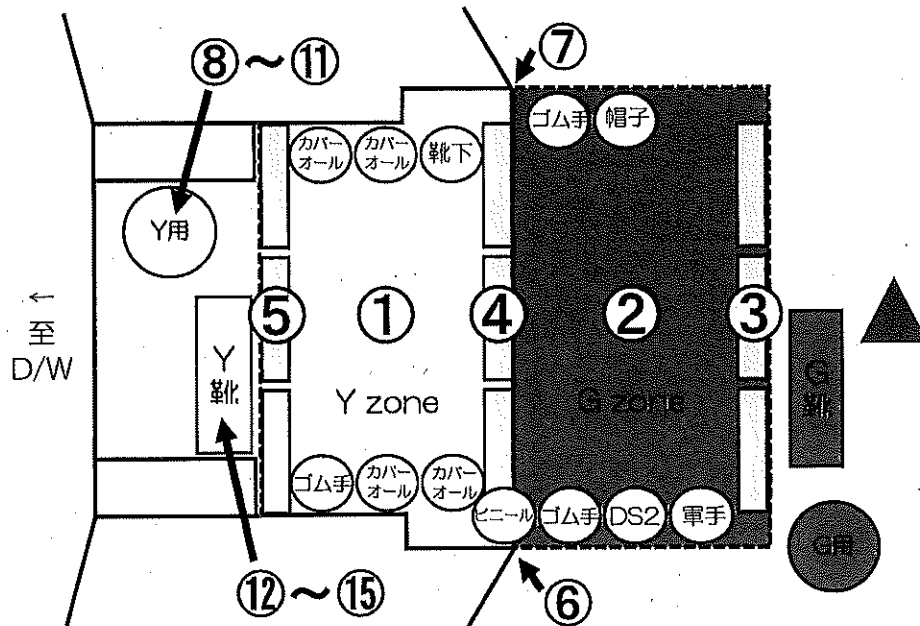 ⑧～⑪
⑦
ゴム手
帽子
カバー
オール
カバー
オール
靴下
Y用
←
至
D/W
⑤
①
④
②
③
Y
靴
Y zone
G zone
G
靴
ゴム手
カバー
オール
カバー
オール
ビニール
ゴム手
DS2
軍手
G用
⑫～⑮
⑥